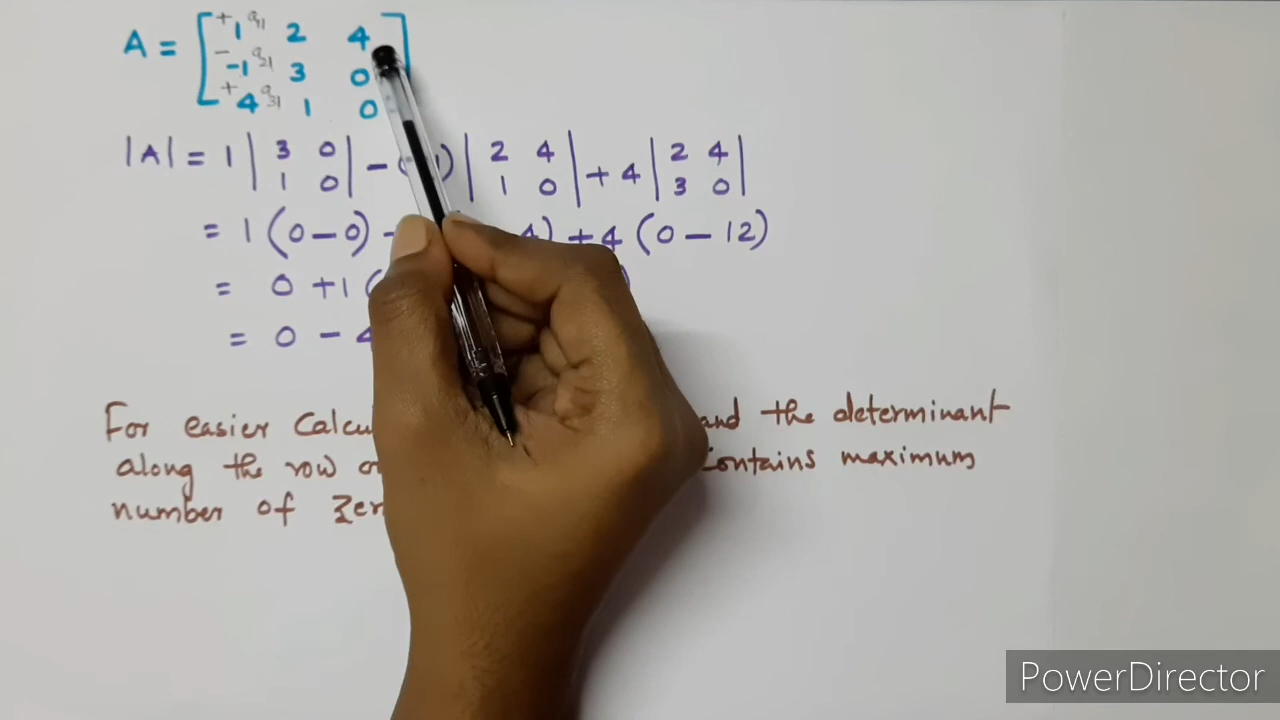 A = [ + 1 a11 2 4 ]
- -1 a21 3 0
+ 4 a31 1 0
|A| = 1 | 3 0 | - ) | 2 4 | + 4 | 2 4 |
1 0 1 0 3 0
= 1 (0-0) - 4) + 4 (0-12)
= 0 +1 (
= 0 -
For easier and the determinant
along the row contains maximum
number of
PowerDirector